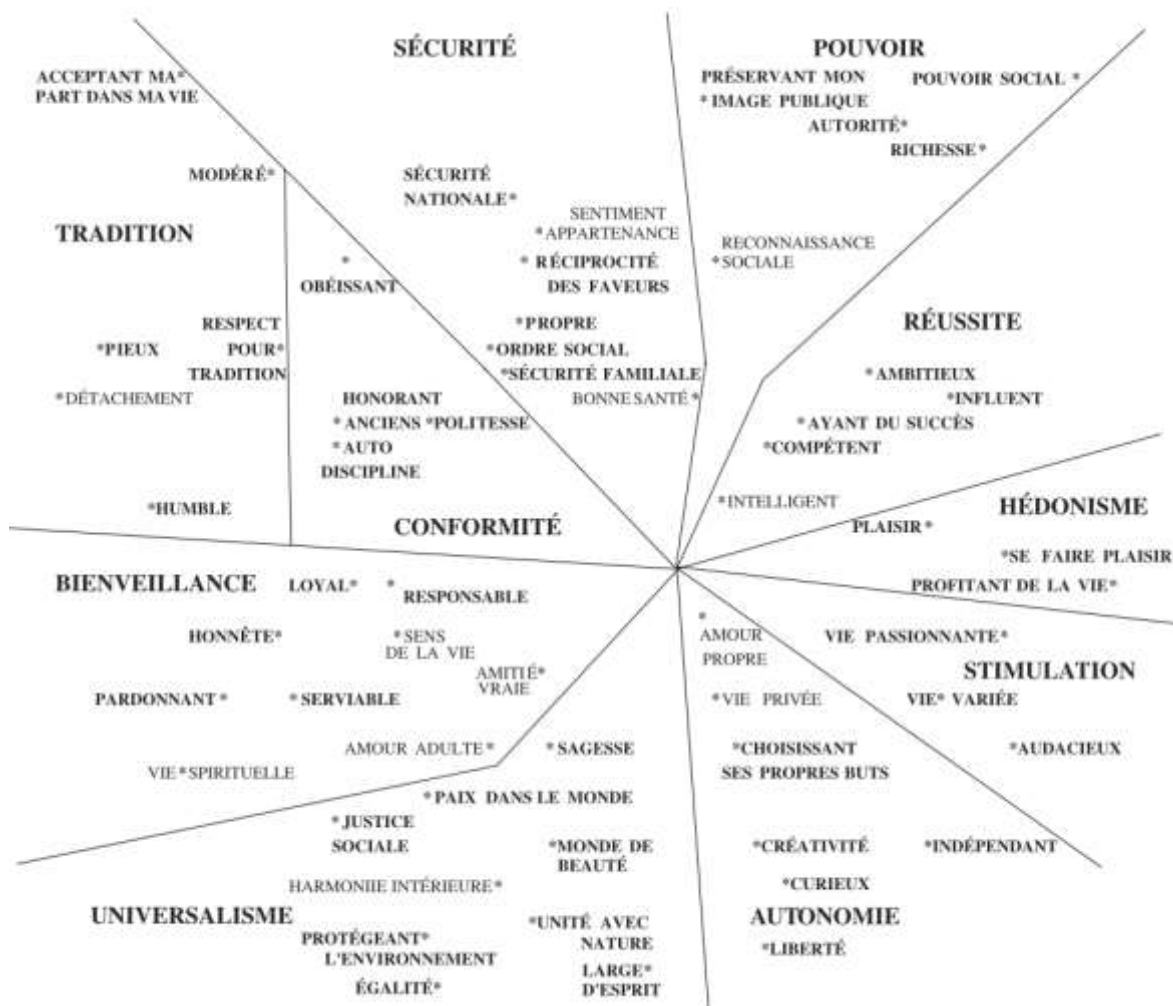 SÉCURITÉ
POUVOIR
ACCEPTANT MA*
PART DANS MA VIE
PRÉSERVANT MON
*IMAGE PUBLIQUE
POUVOIR SOCIAL *
AUTORITÉ*
RICHESSE*
MODÉRÉ*
SÉCURITÉ
NATIONALE*
SENTIMENT
*APPARTENANCE
TRADITION
RECONNAISSANCE
*SOCIALE
* RÉCIPROCITÉ
DES FAVEURS
*
OBÉISSANT
RESPECT
POUR*
TRADITION
*PIEUX
*DÉTACHEMENT
*PROPRE
*ORDRE SOCIAL
*SÉCURITÉ FAMILIALE
BONNE SANTÉ *
RÉUSSITE
*AMBITIEUX
*INFLUENT
*AYANT DU SUCCÈS
*COMPÉTENT
HONORANT
*ANCIENS *POLITESSE
*AUTO
DISCIPLINE
*HUMBLE
CONFORMITÉ
*INTELLIGENT
HÉDONISME
PLAISIR*
*SE FAIRE PLAISIR
PROFITANT DE LA VIE*
BIENVEILLANCE
LOYAL*
*
RESPONSABLE
HONNÊTE*
*SENS
DE LA VIE
AMITIÉ*
VRAIE
PARDONNANT *
*SERVIABLE
AMOUR ADULTE *
VIE *SPIRITUELLE
*
AMOUR
PROPRE
VIE PASSIONNANTE*
STIMULATION
*VIE PRIVÉE
VIE* VARIÉE
*SAGESSE
*CHOISISSANT
SES PROPRES BUTS
*AUDACIEUX
*PAIX DANS LE MONDE
*JUSTICE
SOCIALE
*MONDE DE
BEAUTÉ
*CRÉATIVITÉ
*INDÉPENDANT
HARMONIIE INTÉRIEURE*
*CURIEUX
UNIVERSALISME
AUTONOMIE
*UNITÉ AVEC
NATURE
PROTÉGEANT*
L'ENVIRONNEMENT
*LIBERTÉ
ÉGALITÉ*
LARGE*
D'ESPRIT